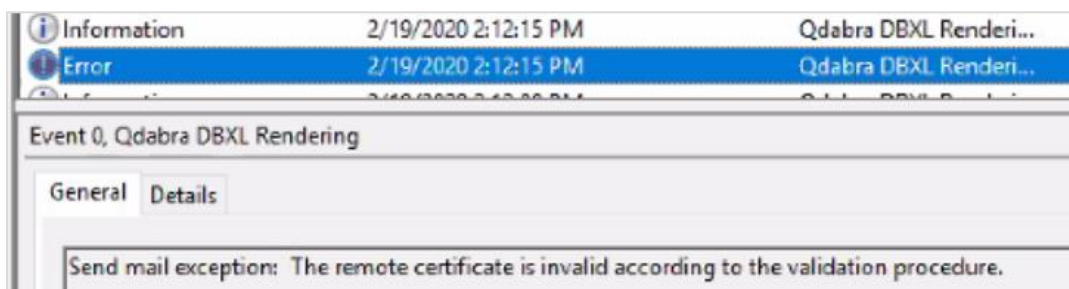 Information 2/19/2020 2:12:15 PM Qdabra DBXL Renderi...
Error 2/19/2020 2:12:15 PM Qdabra DBXL Renderi...
Event 0, Qdabra DBXL Rendering
General Details
Send mail exception: The remote certificate is invalid according to the validation procedure.